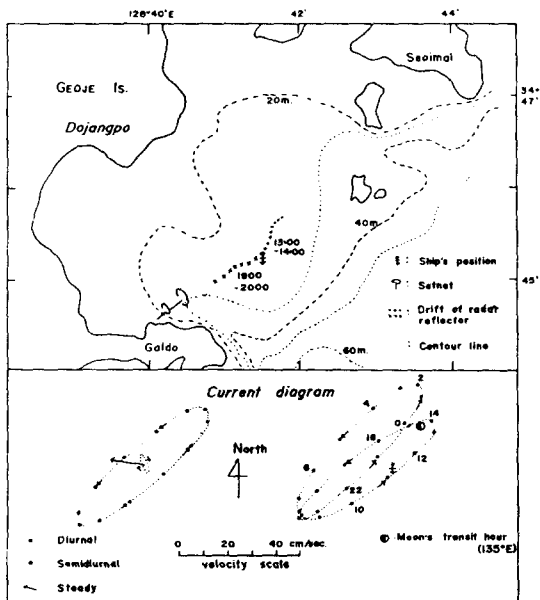 128°40'E 42' 44'
Seoimal
GEOJE IS.
34°
47'
20m.
Dojangpo
40m.
13:00
-14:00
Ship's position
1900
-2000
Setnet
45'
Drift of radar
reflector
Galdo
60m.
Contour line
Current diagram
2
4
14
0
North
16
6
12
22
10
Diurnal
Moon's transit hour
(135°E)
0 20 40 cm/sec.
Semidiurnal
velocity scale
Steady